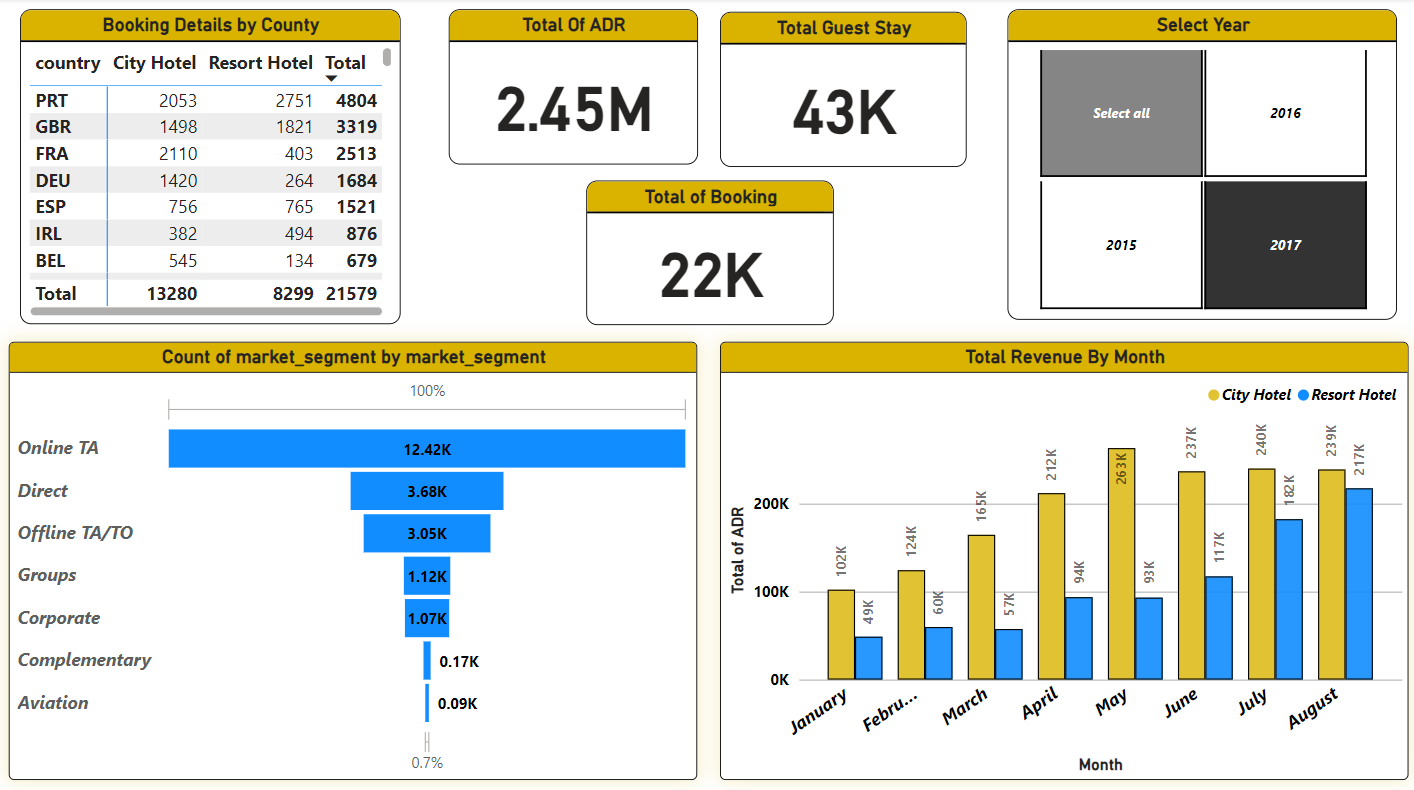 Booking Details by County
country City Hotel Resort Hotel Total
PRT 2053 2751 4804
GBR 1498 1821 3319
FRA 2110 403 2513
DEU 1420 264 1684
ESP 756 765 1521
IRL 382 494 876
BEL 545 134 679
Total 13280 8299 21579
Total Of ADR
2.45M
Total Guest Stay
43K
Total of Booking
22K
Select Year
Select all 2016
2015 2017
Count of market_segment by market_segment
100%
Online TA 12.42K
Direct 3.68K
Offline TA/TO 3.05K
Groups 1.12K
Corporate 1.07K
Complementary 0.17K
Aviation 0.09K
0.7%
Total Revenue By Month
City Hotel Resort Hotel
Total of ADR
200K
100K
0K
102K 49K 124K 60K 165K 57K 212K 94K 263K 93K 237K 117K 240K 182K 239K 217K
January Febru... March April May June July August
Month